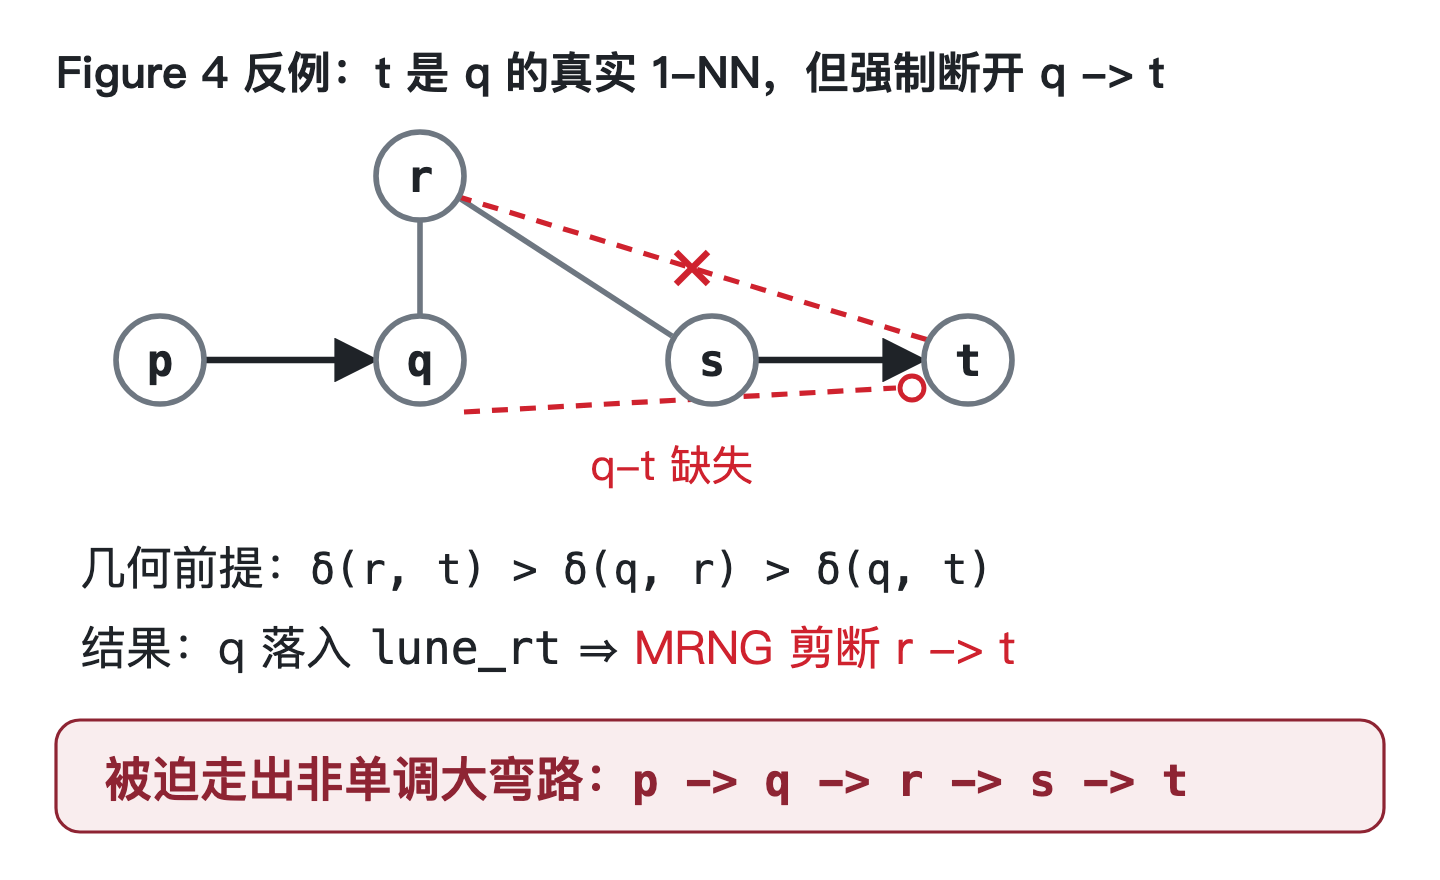 Figure 4 反例：t 是 q 的真实 1–NN，但强制断开 q –> t
r
p
q
s
t
q–t 缺失
几何前提：δ(r, t) > δ(q, r) > δ(q, t)
结果：q 落入 lune_rt ⇒ MRNG 剪断 r –> t
被迫走出非单调大弯路：p –> q –> r –> s –> t